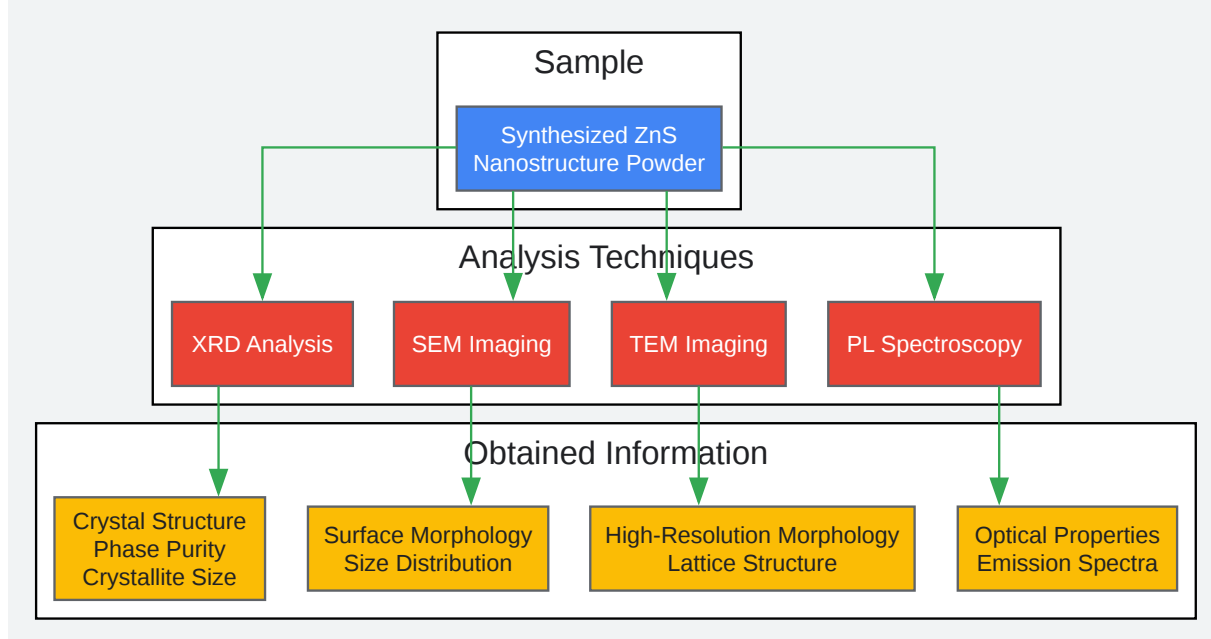 Sample
Synthesized ZnS
Nanostructure Powder
Analysis Techniques
XRD Analysis
SEM Imaging
TEM Imaging
PL Spectroscopy
Obtained Information
Crystal Structure
Phase Purity
Crystallite Size
Surface Morphology
Size Distribution
High-Resolution Morphology
Lattice Structure
Optical Properties
Emission Spectra